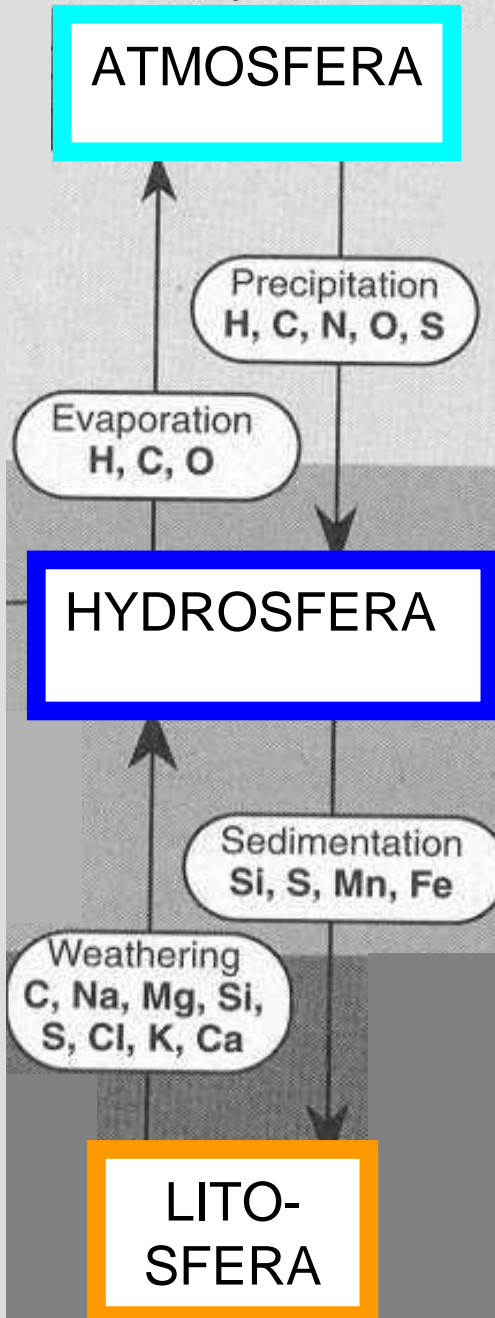 ATMOSFERA
Precipitation
H, C, N, O, S
Evaporation
H, C, O
HYDROSFERA
Sedimentation
Si, S, Mn, Fe
Weathering
C, Na, Mg, Si,
S, Cl, K, Ca
LITO-
SFERA